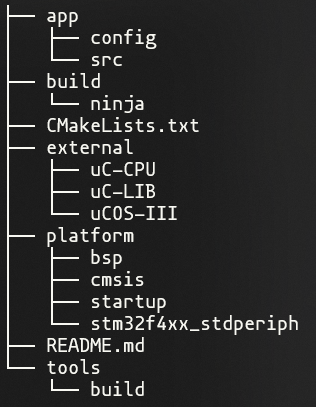 ├── app
│   ├── config
│   └── src
├── build
│   └── ninja
├── CMakeLists.txt
├── external
│   ├── uC-CPU
│   ├── uC-LIB
│   └── uCOS-III
├── platform
│   ├── bsp
│   ├── cmsis
│   ├── startup
│   └── stm32f4xx_stdperiph
├── README.md
└── tools
    └── build